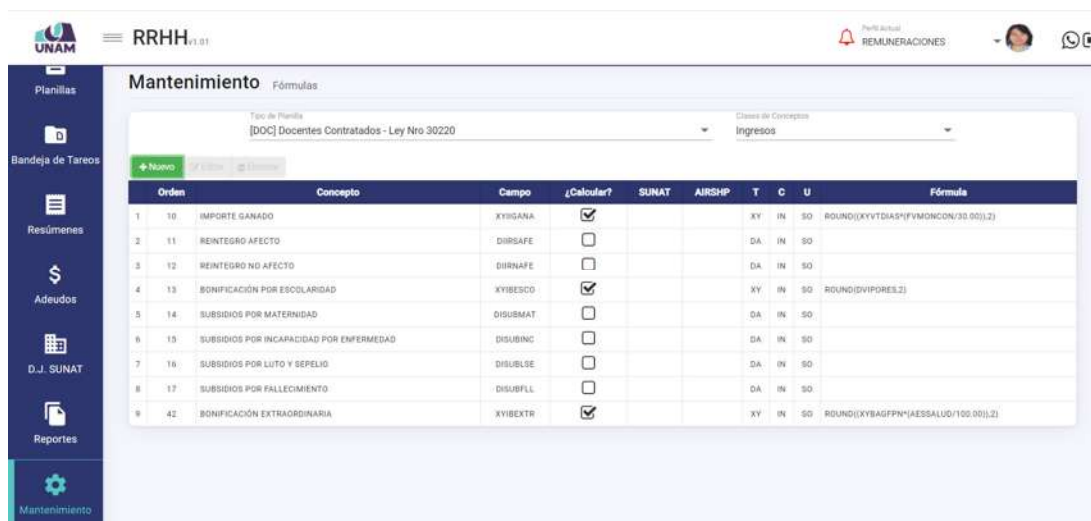 UNAM
RRHH v1.01
Perfil Actual
REMUNERACIONES
Planillas
Bandeja de Tareos
Resúmenes
Adeudos
D.J. SUNAT
Reportes
Mantenimiento
Mantenimiento Fórmulas
Tipo de Planilla
[DOC] Docentes Contratados - Ley Nro 30220
Clases de Conceptos
Ingresos
+ Nuevo Editar Eliminar
Orden Concepto Campo ¿Calcular? SUNAT AIRSHP T C U Fórmula
1 10 IMPORTE GANADO XYIIGANA XY IN SO ROUND((XYVTDIAS*(FVMONCON/30.00)),2)
2 11 REINTEGRO AFECTO DIIRSAFE DA IN SO
3 12 REINTEGRO NO AFECTO DIIRNAFE DA IN SO
4 13 BONIFICACIÓN POR ESCOLARIDAD XYIBESCO XY IN SO ROUND(DVIPORES,2)
5 14 SUBSIDIOS POR MATERNIDAD DISUBMAT DA IN SO
6 15 SUBSIDIOS POR INCAPACIDAD POR ENFERMEDAD DISUBINC DA IN SO
7 16 SUBSIDIOS POR LUTO Y SEPELIO DISUBLSE DA IN SO
8 17 SUBSIDIOS POR FALLECIMIENTO DISUBFLL DA IN SO
9 42 BONIFICACIÓN EXTRAORDINARIA XYIBEXTR XY IN SO ROUND((XYBAGFPN*(AESSALUD/100.00)),2)